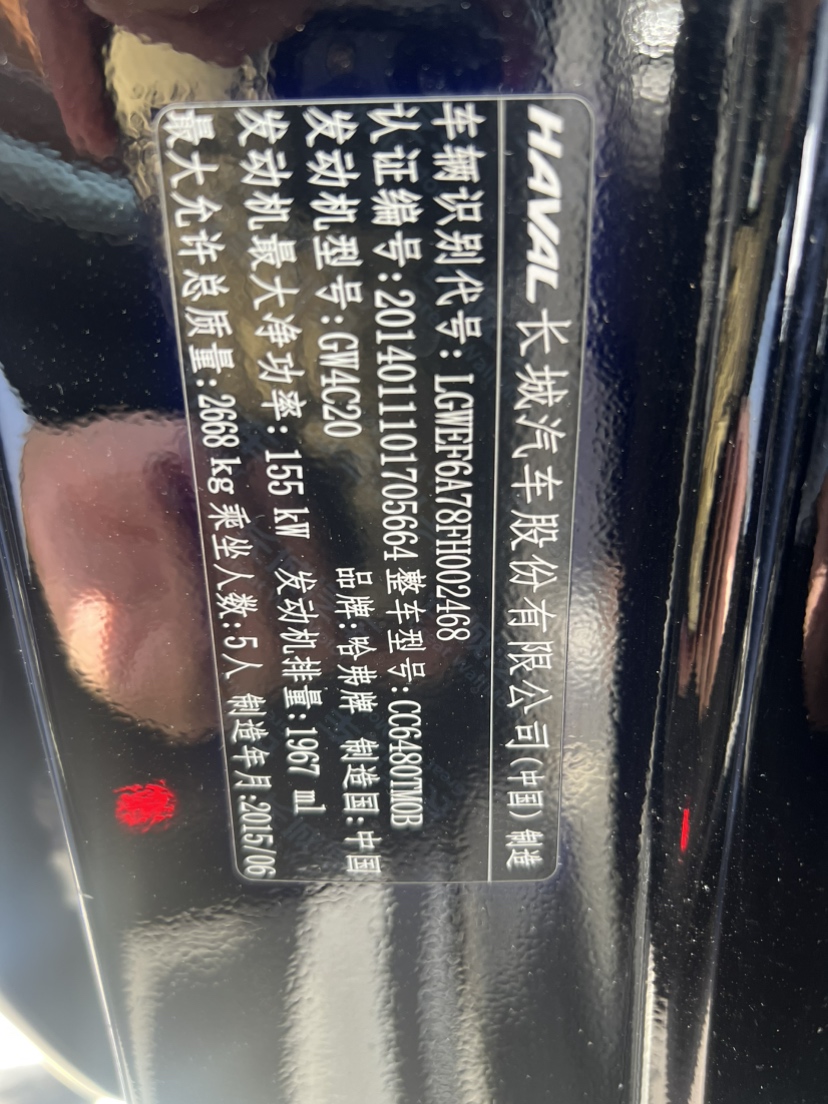 HAVAL 长城汽车股份有限公司(中国) 制造
车辆识别代号:LGWEF6A78FH002468
认证编号:2014011101705664 整车型号:CC6480TM0B
发动机型号:GW4C20 品牌:哈弗牌 制造国:中国
发动机最大净功率:155 kW 发动机排量:1967 ml
最大允许总质量:2668 kg 乘坐人数:5人 制造年月:2015/06